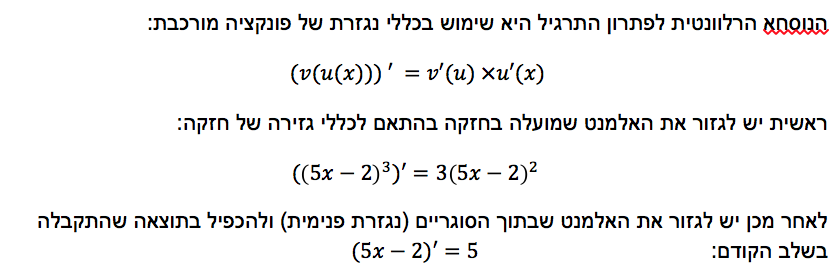 הנוסחא הרלוונטית לפתרון התרגיל היא שימוש בכללי נגזרת של פונקציה מורכבת:
(v(u(x)))′ = v′(u) ×u′(x)
ראשית יש לגזור את האלמנט שמועלה בחזקה בהתאם לכללי גזירה של חזקה:
((5x − 2)³)′ = 3(5x − 2)²
לאחר מכן יש לגזור את האלמנט שבתוך הסוגריים (נגזרת פנימית) ולהכפיל בתוצאה שהתקבלה
בשלב הקודם: (5x − 2)′ = 5